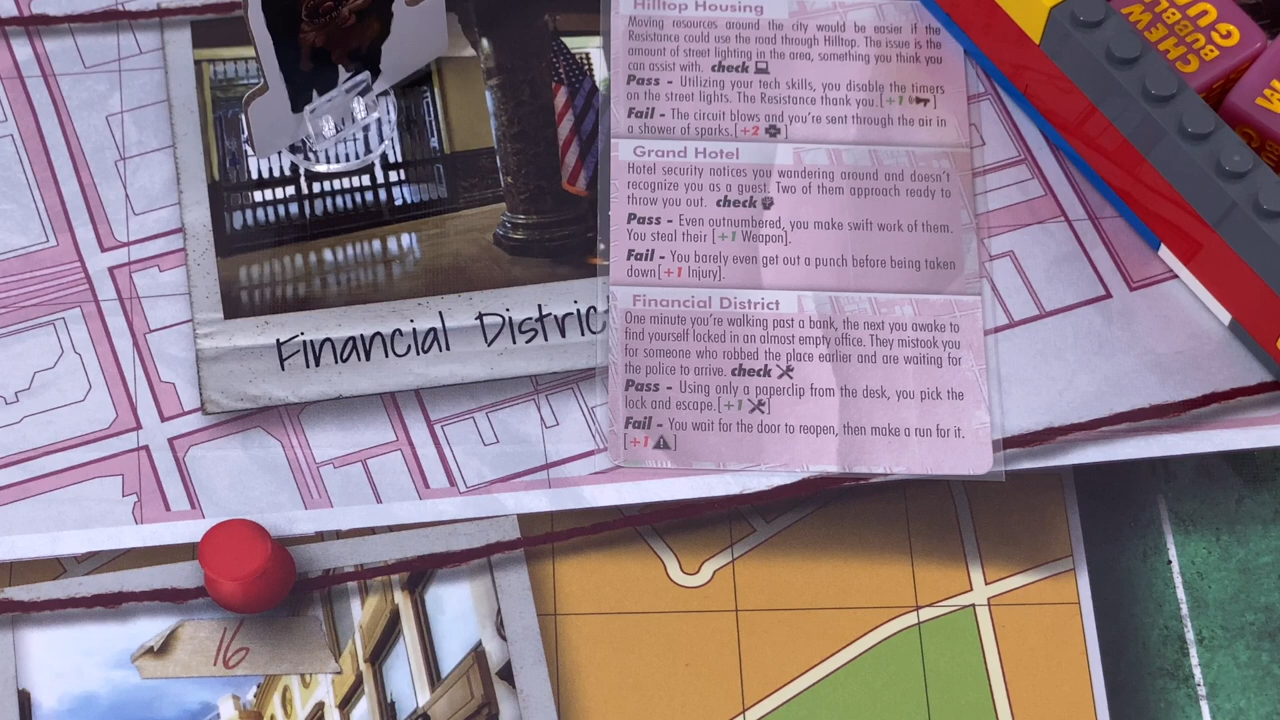 Hilltop Housing
Moving resources around the city would be easier if the
Resistance could use the road through Hilltop. The issue is the
amount of street lighting in the area, something you think you
can assist with. check
Pass - Utilizing your tech skills, you disable the timers
on the street lights. The Resistance thank you.[+1 ]
Fail - The circuit blows and you're sent through the air in
a shower of sparks.[+2 ]
Grand Hotel
Hotel security notices you wandering around and doesn't
recognize you as a guest. Two of them approach ready to
throw you out. check
Pass - Even outnumbered, you make swift work of them.
You steal their [+1 Weapon].
Fail - You barely even get out a punch before being taken
down[+1 Injury].
Financial District
One minute you're walking past a bank, the next you awake to
find yourself locked in an almost empty office. They mistook you
for someone who robbed the place earlier and are waiting for
the police to arrive. check
Pass - Using only a paperclip from the desk, you pick the
lock and escape.[+1 ]
Fail - You wait for the door to reopen, then make a run for it.
[+1 ]
Financial Distric
16
CHEW
BUBBL
GU